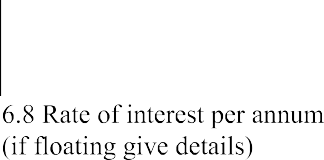 6.8 Rate of interest per annum
(if floating give details)